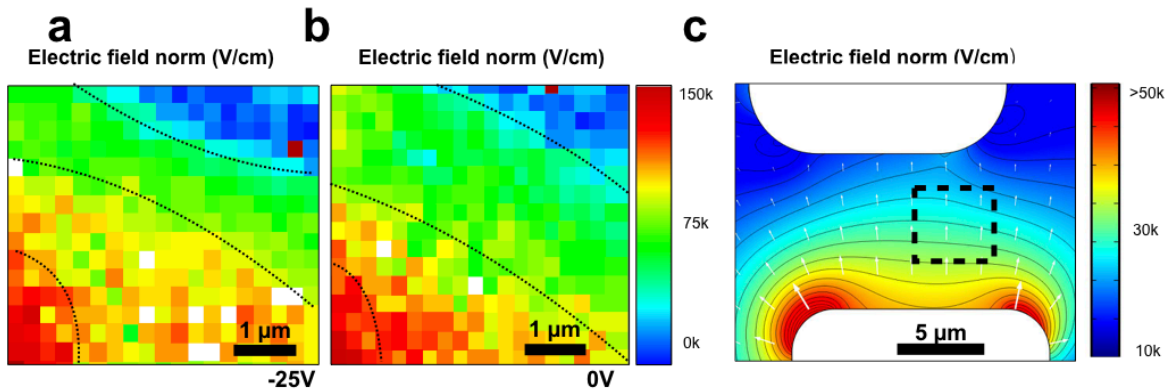 a
Electric field norm (V/cm)
1 µm
-25V
b
Electric field norm (V/cm)
1 µm
0V
150k
75k
0k
c
Electric field norm (V/cm)
5 µm
>50k
30k
10k